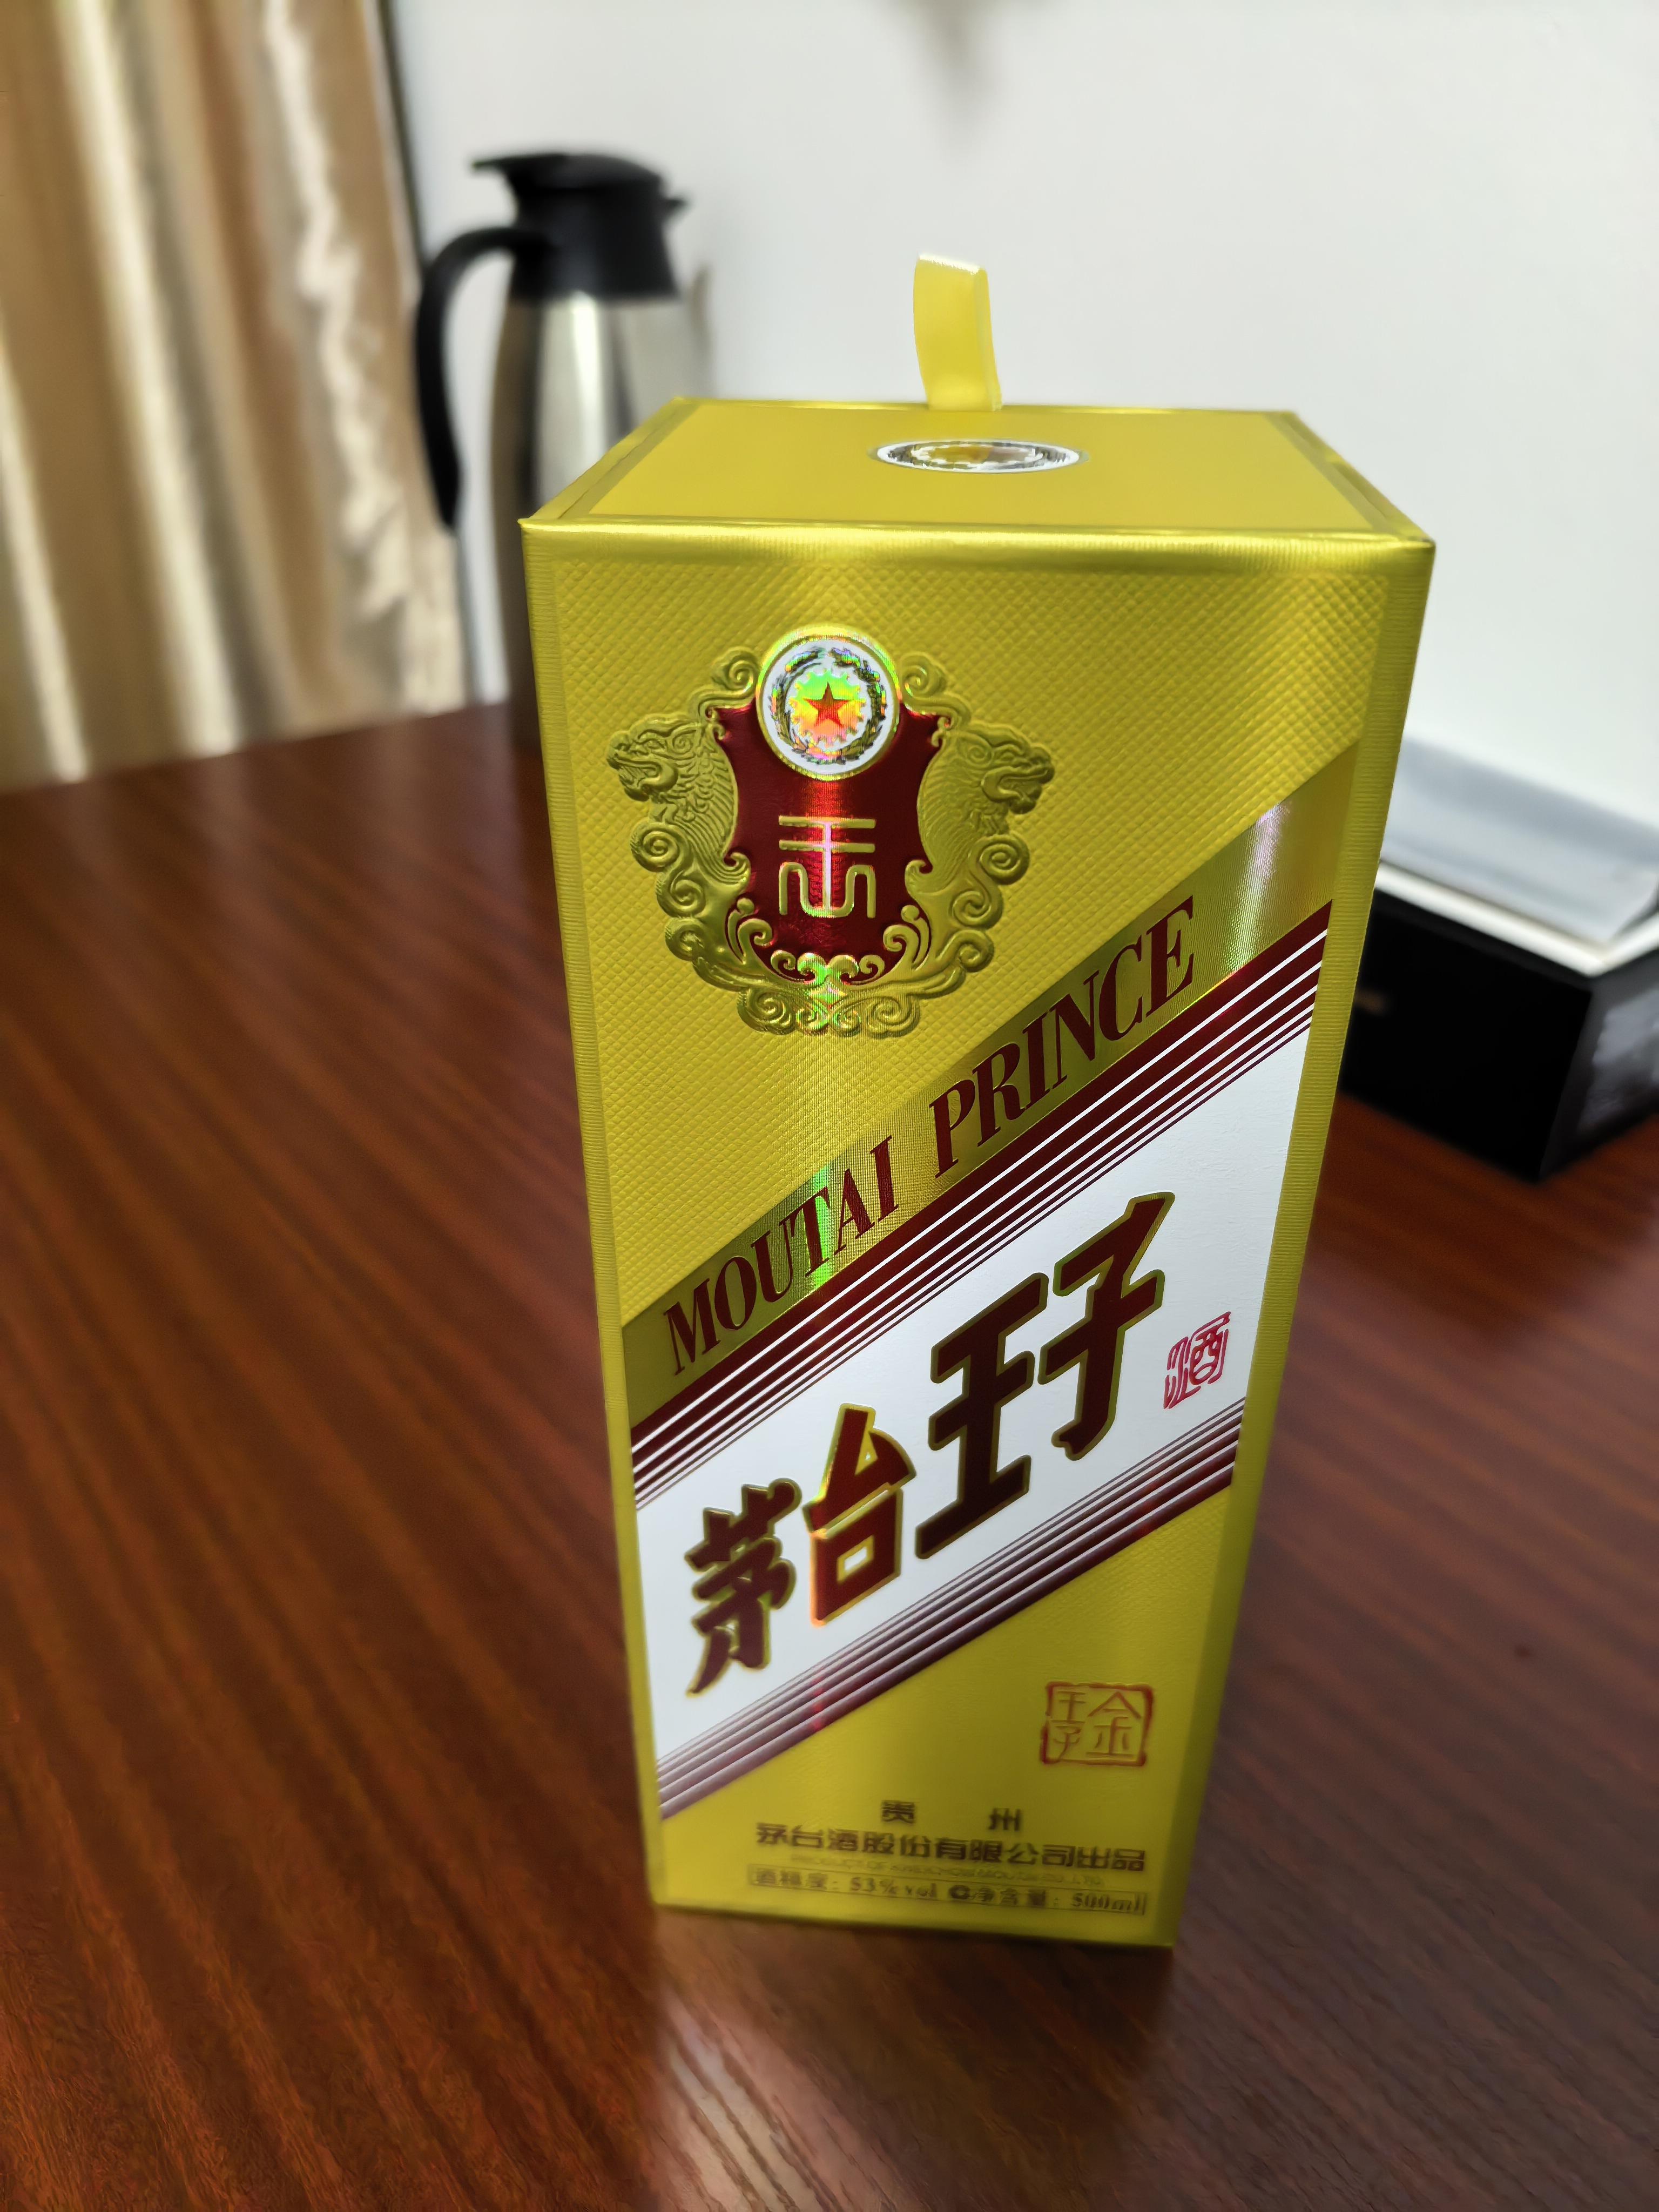 MOUTAI PRINCE
茅台王子
酒
金王子
贵 州
茅台酒股份有限公司出品
酒精度: 53%vol 净含量: 500ml